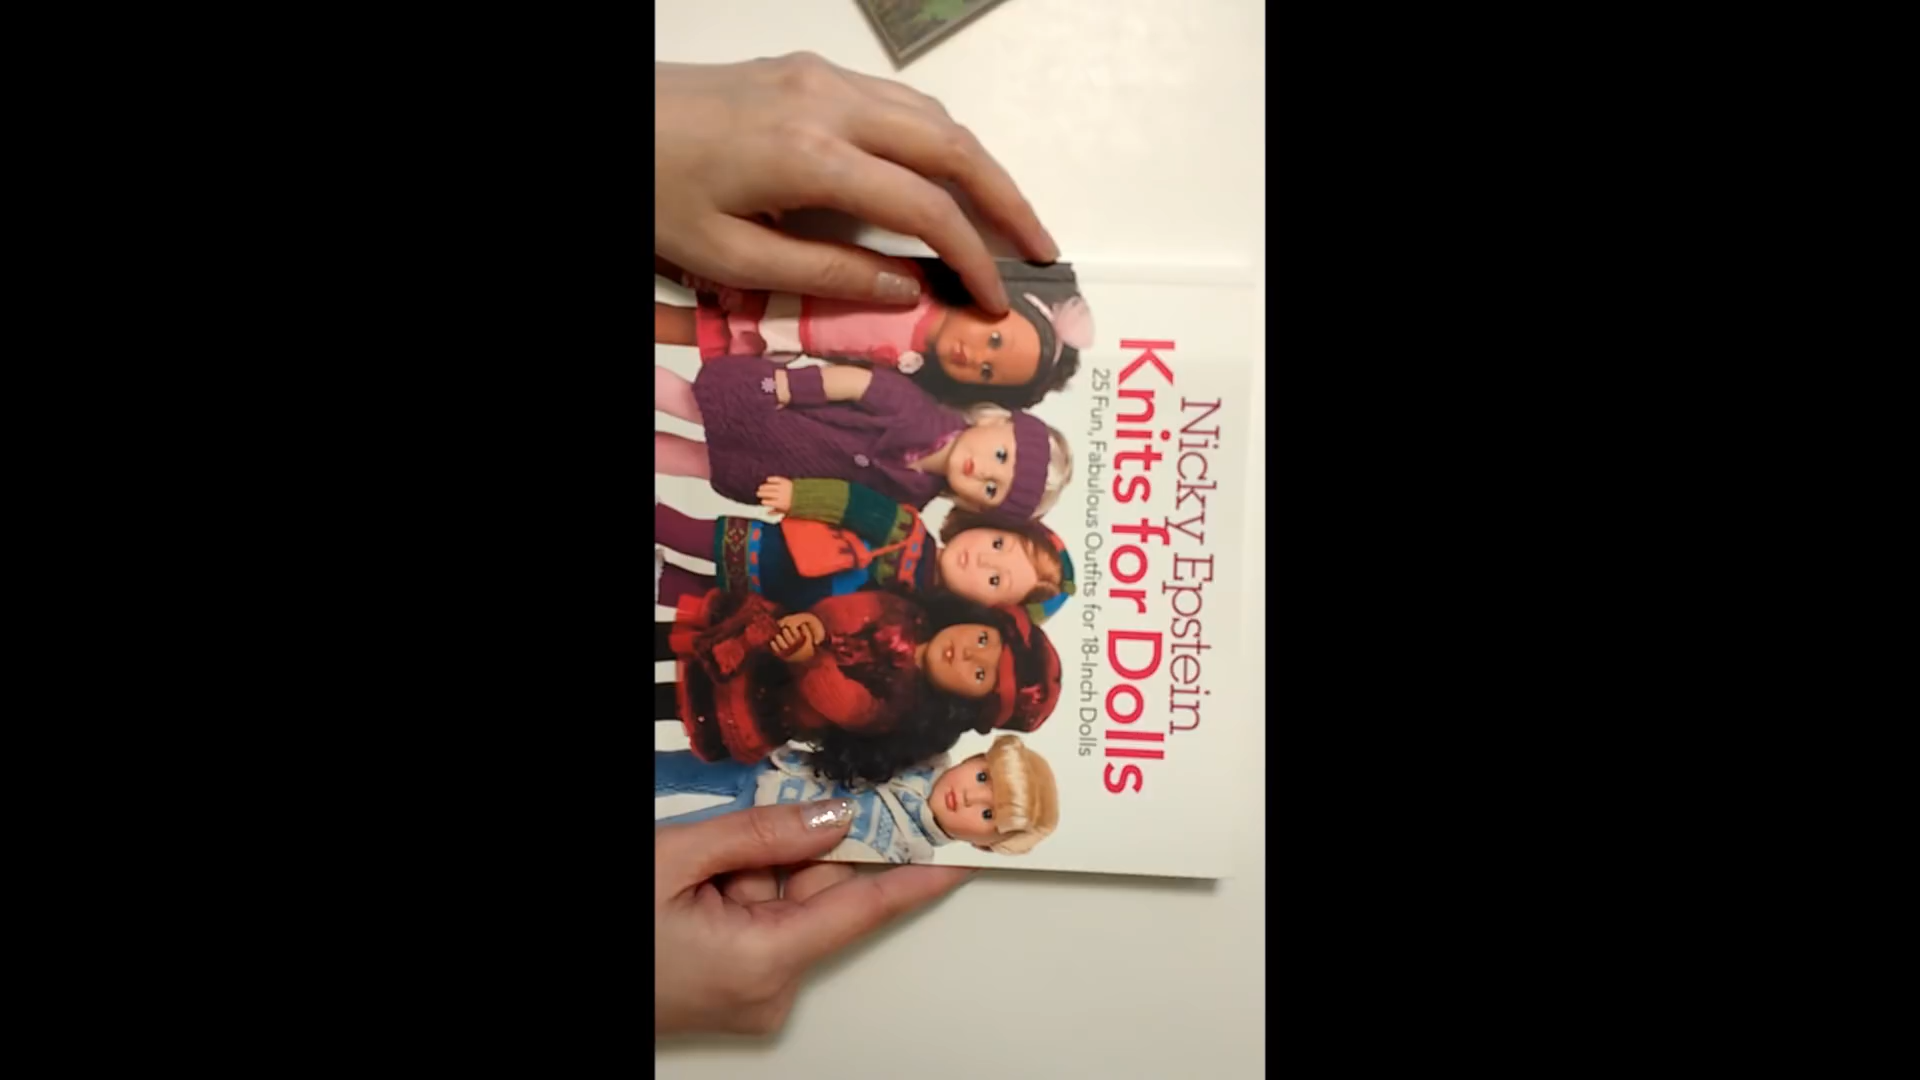 Nicky Epstein
Knits for Dolls
25 Fun, Fabulous Outfits for 18-Inch Dolls